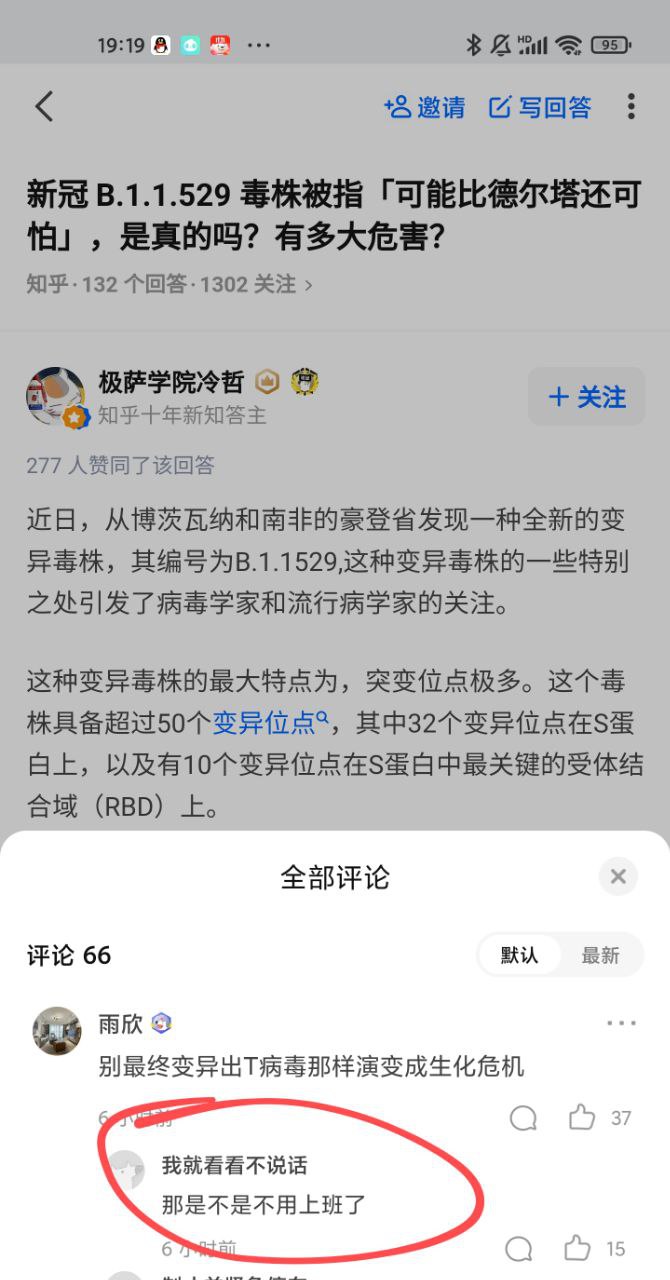 19:19 HD 95
邀请 写回答
新冠 B.1.1.529 毒株被指「可能比德尔塔还可
怕」，是真的吗？有多大危害？
知乎 · 132 个回答 · 1302 关注 >
极萨学院冷哲
+ 关注
知乎十年新知答主
277 人赞同了该回答
近日，从博茨瓦纳和南非的豪登省发现一种全新的变
异毒株，其编号为B.1.1529,这种变异毒株的一些特别
之处引发了病毒学家和流行病学家的关注。
这种变异毒株的最大特点为，突变位点极多。这个毒
株具备超过50个变异位点，其中32个变异位点在S蛋
白上，以及有10个变异位点在S蛋白中最关键的受体结
合域（RBD）上。
全部评论
评论 66 默认 最新
雨欣
别最终变异出T病毒那样演变成生化危机
6 小时前 37
我就看看不说话
那是不是不用上班了
6 小时前 15